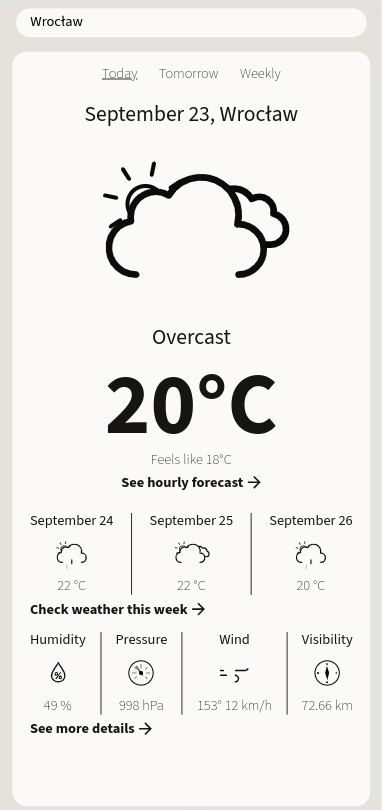 Wrocław
Today Tomorrow Weekly
September 23, Wrocław
Overcast
20°C
Feels like 18°C
See hourly forecast →
September 24 September 25 September 26
22 °C 22 °C 20 °C
Check weather this week →
Humidity Pressure Wind Visibility
%
49 % 998 hPa 153° 12 km/h 72.66 km
See more details →